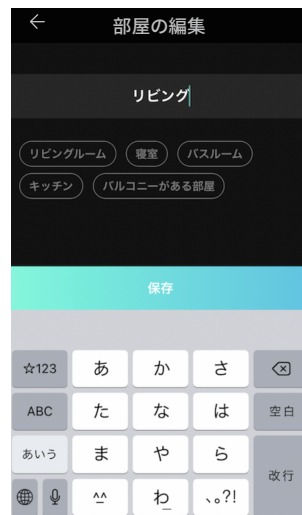 部屋の編集
リビング
リビングルーム 寝室 バスルーム
キッチン バルコニーがある部屋
保存
☆123 あ か さ
ABC た な は 空白
あいう ま や ら
改行
^^ わ 、。?!